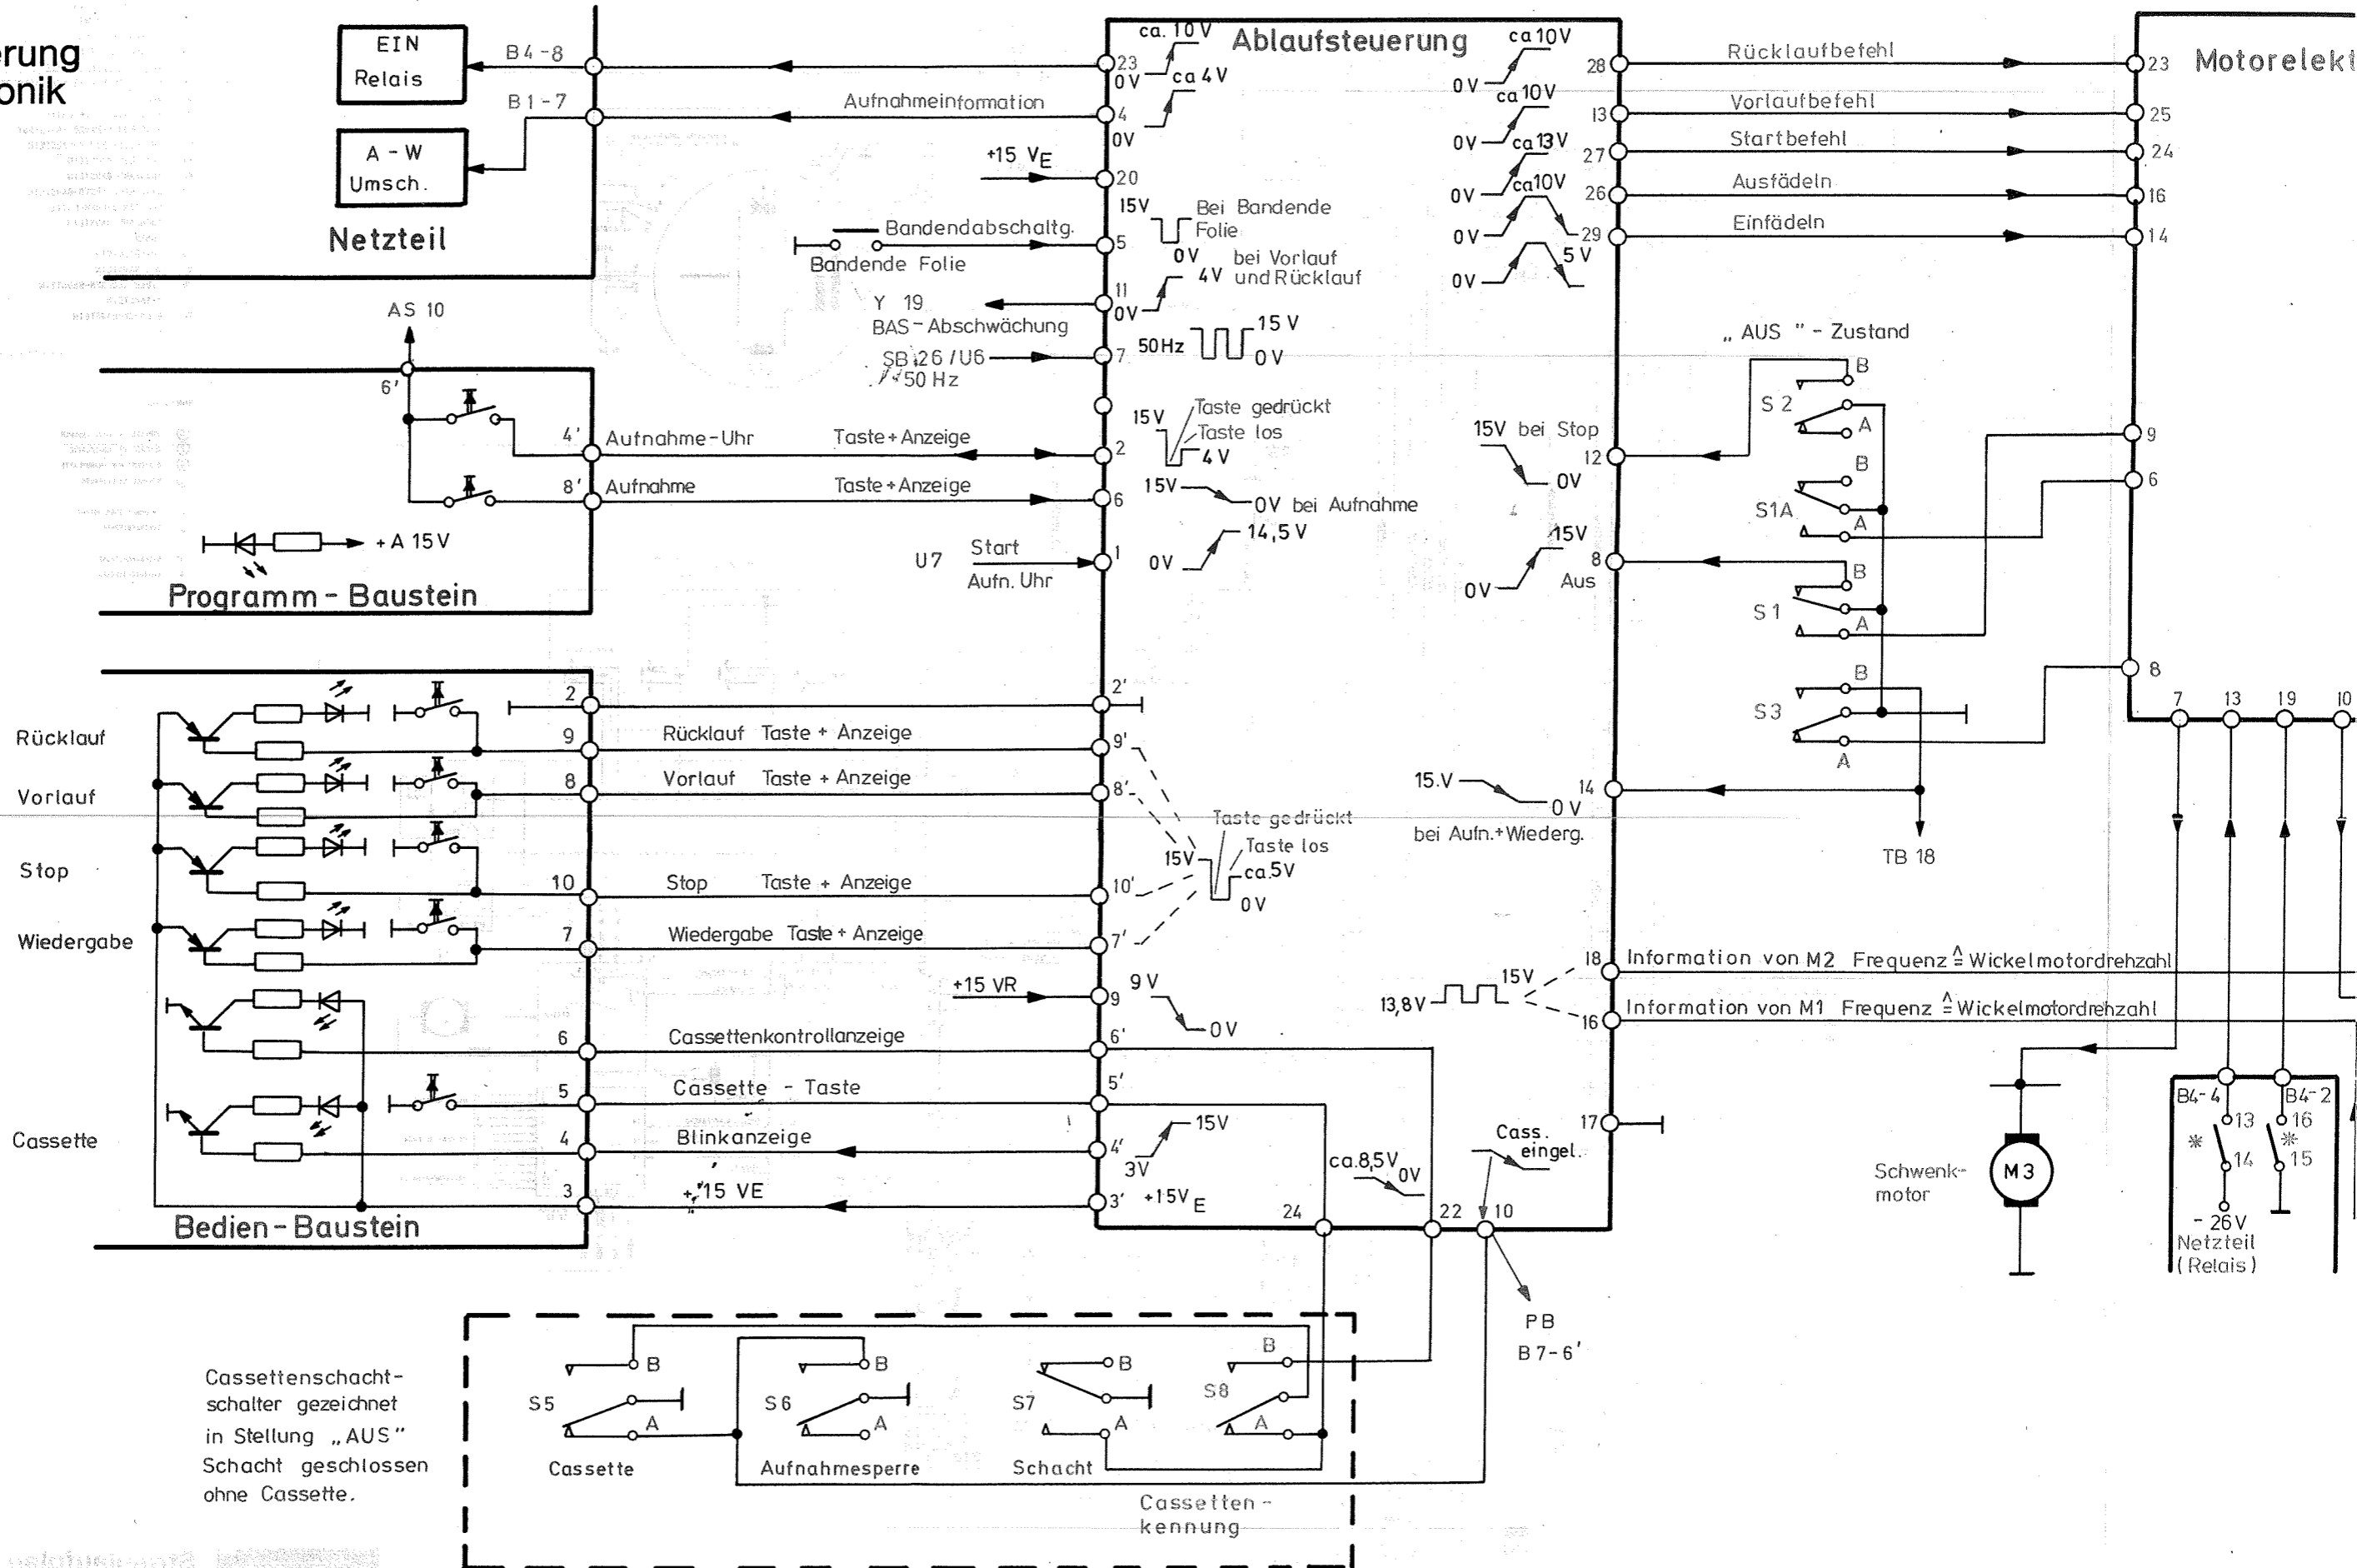 erung
onik
EIN
Relais
B4-8
B1-7
A-W
Umsch.
Netzteil
Aufnahmeinformation
+15 VE
Bandendabschaltg.
Bandende Folie
Y 19
BAS-Abschwächung
SB 26/U6
50 Hz
AS 10
6'
4'
Aufnahme-Uhr
Taste+Anzeige
8'
Aufnahme
Taste+Anzeige
+A 15V
Programm-Baustein
U7
Start
Aufn. Uhr
Ablaufsteuerung
23
ca. 10V
0V
4
ca 4V
0V
20
5
15V
Bei Bandende
Folie
0V
bei Vorlauf
und Rücklauf
11
4V
0V
7
50Hz
15V
0V
2
15V
Taste gedrückt
Taste los
4V
6
15V
0V bei Aufnahme
1
0V
14,5V
ca 10V
0V
28
ca 10V
0V
13
ca 13V
0V
27
ca 10V
0V
26
29
5V
0V
15V bei Stop
12
0V
15V
8
0V
Aus
Rücklaufbefehl
Vorlaufbefehl
Startbefehl
Ausfädeln
Einfädeln
23
25
24
16
14
Motorelekt
„AUS" - Zustand
B
S2
A
B
S1A
A
B
S1
A
B
S3
A
9
6
8
7
13
19
10
TB 18
Rücklauf
Vorlauf
Stop
Wiedergabe
Cassette
2
2'
9
Rücklauf Taste + Anzeige
9'
8
Vorlauf Taste + Anzeige
8'
10
Stop Taste + Anzeige
10'
7
Wiedergabe Taste + Anzeige
7'
+15 VR
9
9V
0V
6
Cassettenkontrollanzeige
6'
5
Cassette - Taste
5'
4
Blinkanzeige
4'
3V
15V
3
+15 VE
3'
+15VE
Bedien-Baustein
Taste gedrückt
Taste los
15V
ca.5V
0V
15.V
0V
14
bei Aufn.+Wiederg.
13,8V
15V
18
16
Information von M2 Frequenz ≙ Wickelmotordrehzahl
Information von M1 Frequenz ≙ Wickelmotordrehzahl
17
Cass.
eingel.
ca.8,5V
0V
24
22
10
PB
B7-6'
Schwenk-
motor
M3
B4-4
B4-2
13
16
*
*
14
15
-26V
Netzteil
(Relais)
Cassettenschacht-
schalter gezeichnet
in Stellung „AUS"
Schacht geschlossen
ohne Cassette.
B
S5
A
Cassette
B
S6
A
Aufnahmesperre
B
S7
A
Schacht
B
S8
A
Cassetten-
kennung